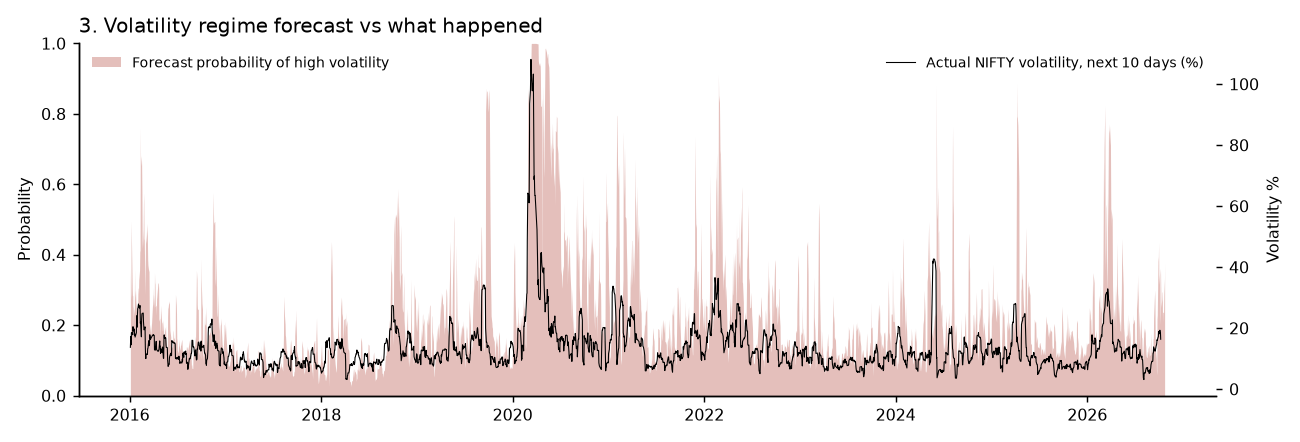 3. Volatility regime forecast vs what happened
Forecast probability of high volatility
Actual NIFTY volatility, next 10 days (%)
Probability
1.0
0.8
0.6
0.4
0.2
0.0
Volatility %
100
80
60
40
20
0
2016 2018 2020 2022 2024 2026